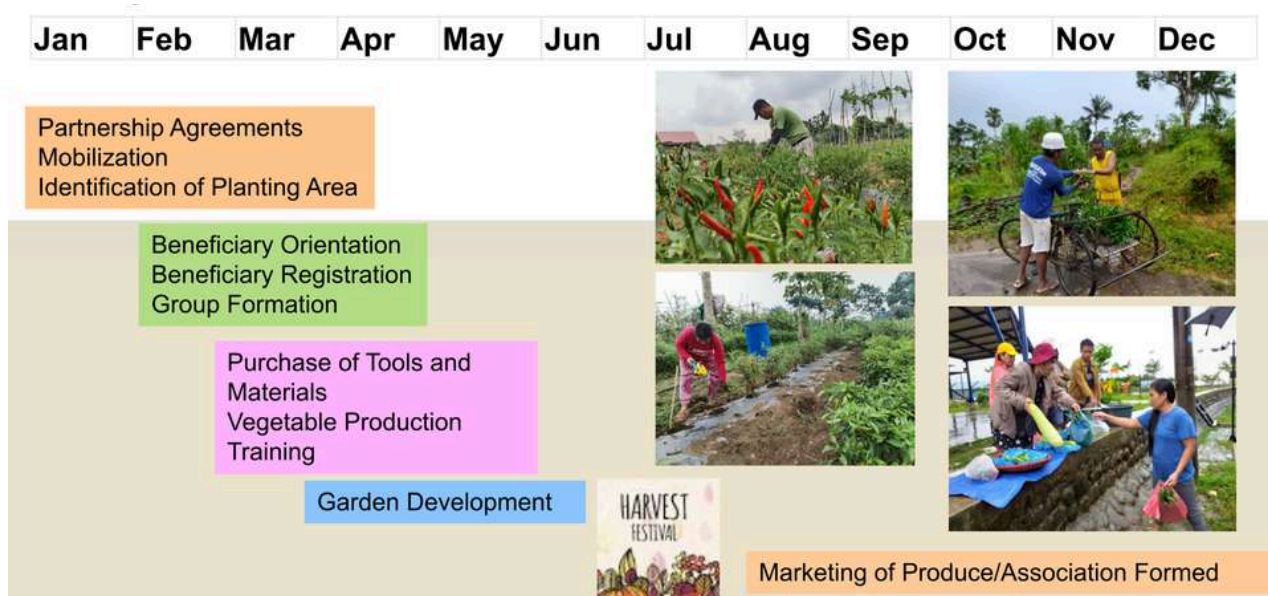 Jan Feb Mar Apr May Jun Jul Aug Sep Oct Nov Dec
Partnership Agreements
Mobilization
Identification of Planting Area
Beneficiary Orientation
Beneficiary Registration
Group Formation
Purchase of Tools and
Materials
Vegetable Production
Training
Garden Development
HARVEST
FESTIVAL
Marketing of Produce/Association Formed